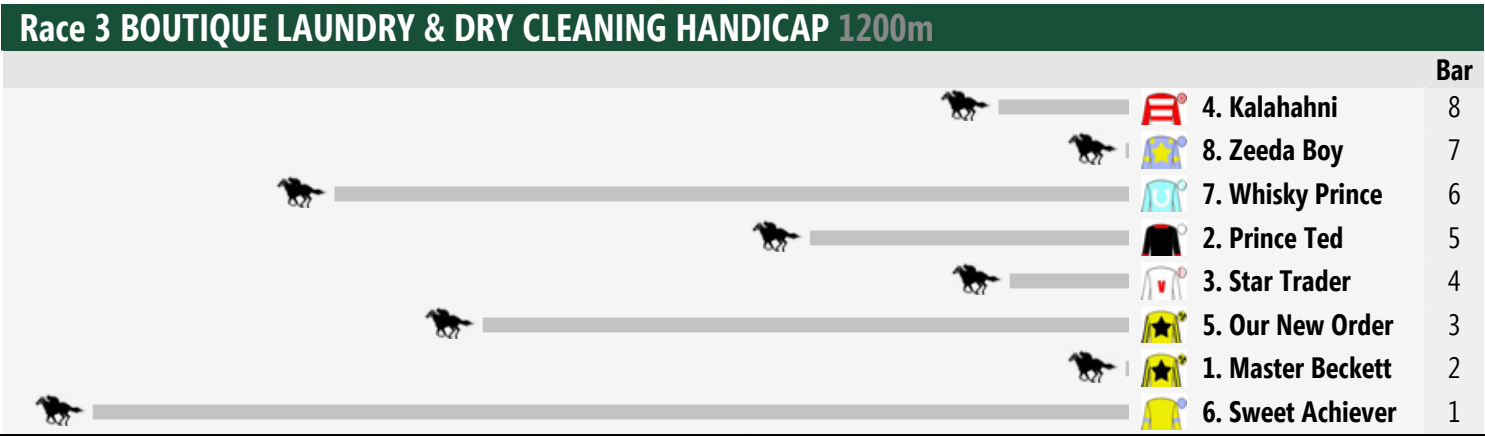 Race 3 BOUTIQUE LAUNDRY & DRY CLEANING HANDICAP 1200m
Bar
4. Kalahahni 8
8. Zeeda Boy 7
7. Whisky Prince 6
2. Prince Ted 5
3. Star Trader 4
5. Our New Order 3
1. Master Beckett 2
6. Sweet Achiever 1